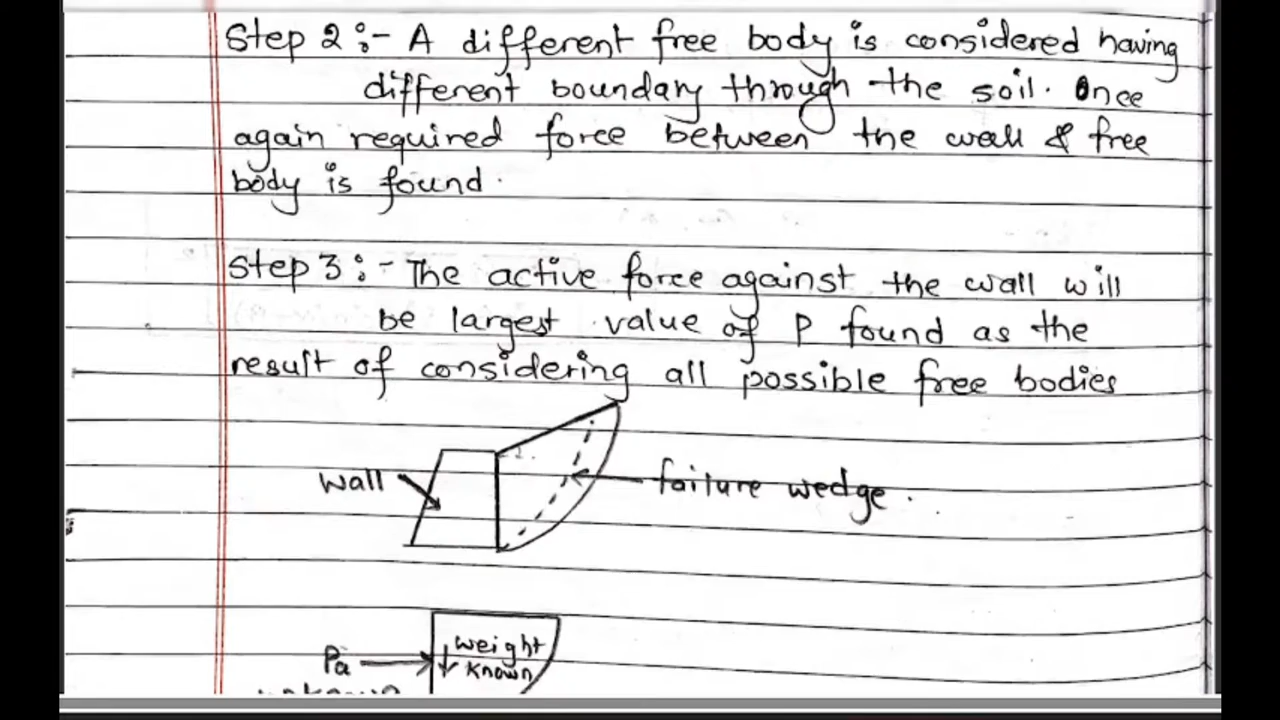 Step 2 :- A different free body is considered having
different boundary through the soil. Once
again required force between the wall & free
body is found.
Step 3 :- The active force against the wall will
be largest value of P found as the
result of considering all possible free bodies
Wall
failure wedge.
weight
Pa
known
unknown